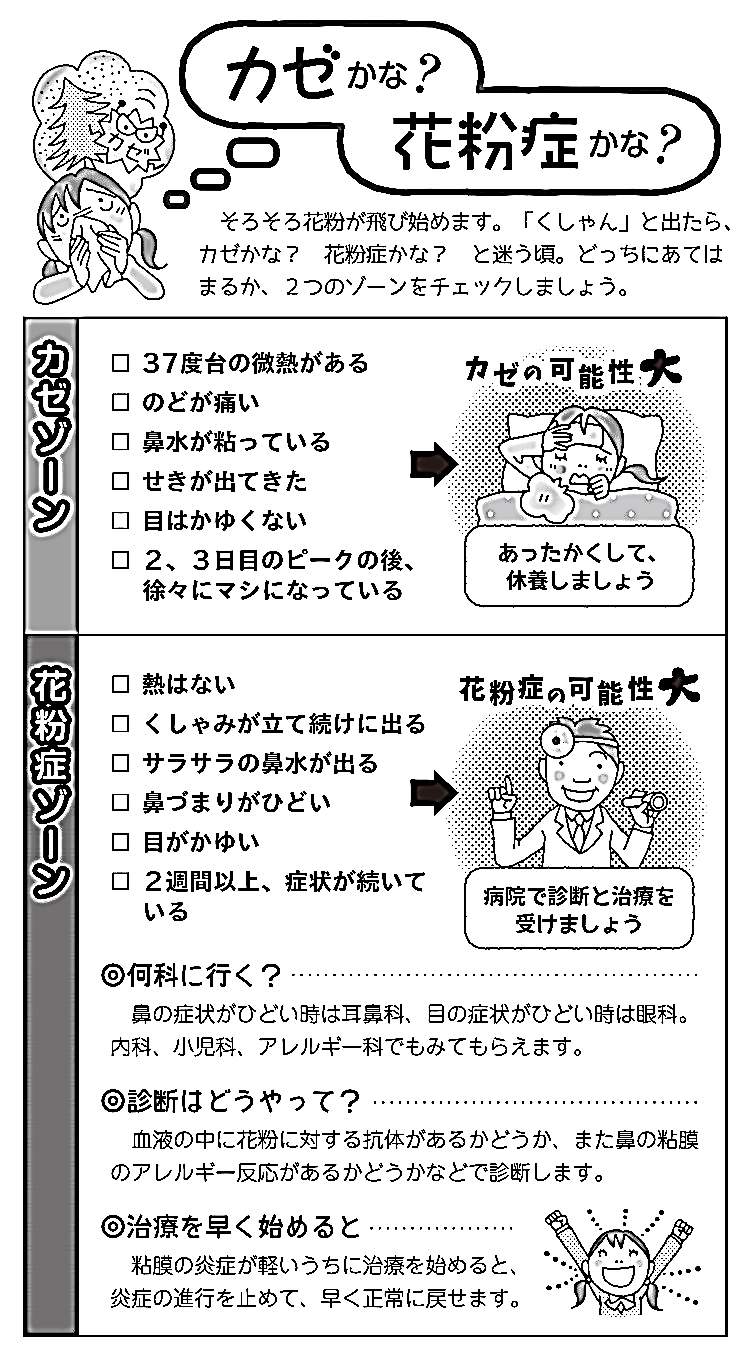 カゼかな？
花粉症かな？
カゼ
そろそろ花粉が飛び始めます。「くしゃん」と出たら、
カゼかな？　花粉症かな？　と迷う頃。どっちにあては
まるか、２つのゾーンをチェックしましょう。
カゼゾーン
□ 37度台の微熱がある
□ のどが痛い
□ 鼻水が粘っている
□ せきが出てきた
□ 目はかゆくない
□ ２、３日目のピークの後、
徐々にマシになっている
カゼの可能性大
あったかくして、
休養しましょう
花粉症ゾーン
□ 熱はない
□ くしゃみが立て続けに出る
□ サラサラの鼻水が出る
□ 鼻づまりがひどい
□ 目がかゆい
□ ２週間以上、症状が続いて
いる
花粉症の可能性大
病院で診断と治療を
受けましょう
◎何科に行く？
鼻の症状がひどい時は耳鼻科、目の症状がひどい時は眼科。
内科、小児科、アレルギー科でもみてもらえます。
◎診断はどうやって？
血液の中に花粉に対する抗体があるかどうか、また鼻の粘膜
のアレルギー反応があるかどうかなどで診断します。
◎治療を早く始めると
粘膜の炎症が軽いうちに治療を始めると、
炎症の進行を止めて、早く正常に戻せます。